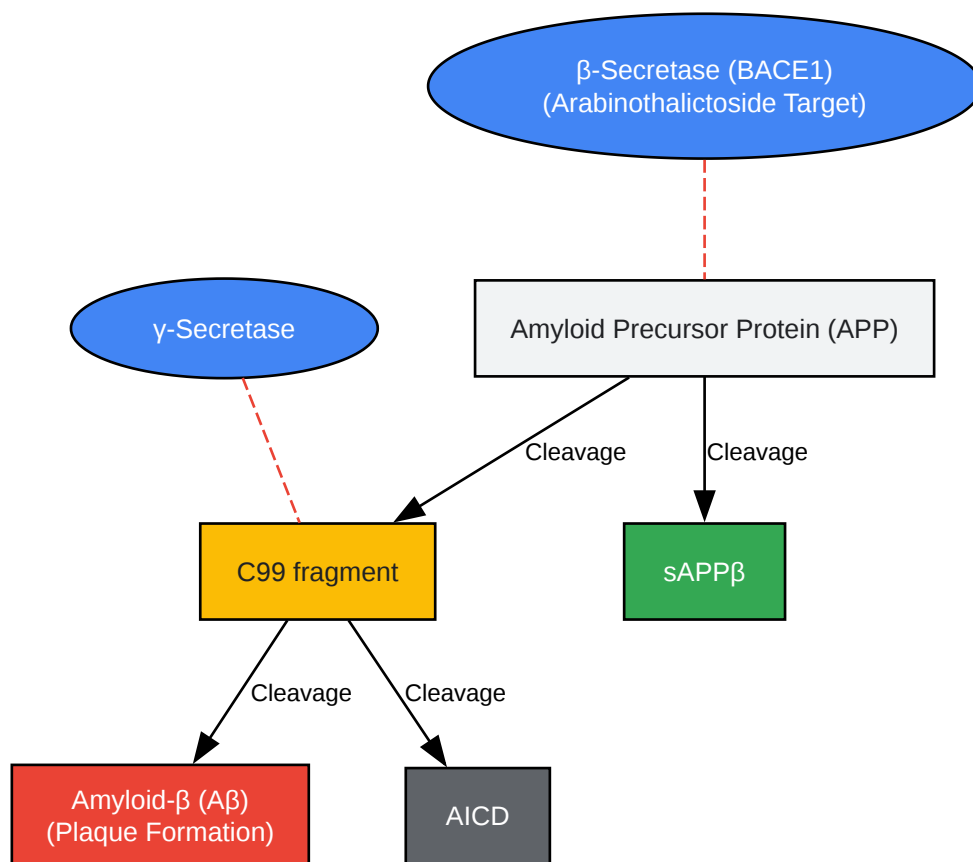 β-Secretase (BACE1)
(Arabinothalictoside Target)
γ-Secretase
Amyloid Precursor Protein (APP)
Cleavage
Cleavage
C99 fragment
sAPPβ
Cleavage
Cleavage
Amyloid-β (Aβ)
(Plaque Formation)
AICD